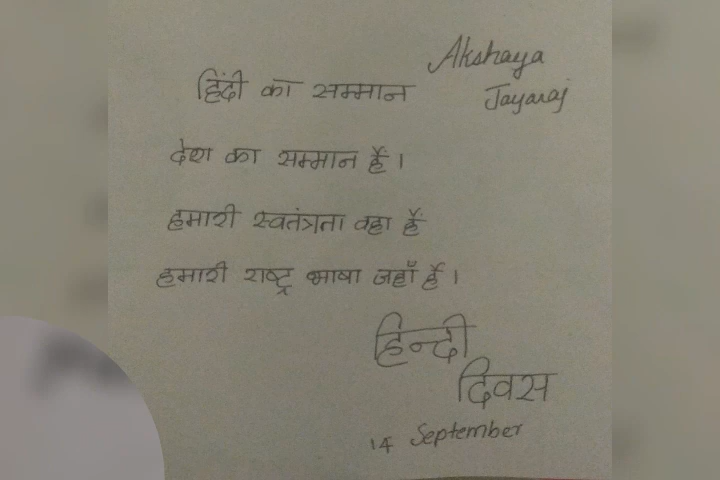 Akshaya
Jayaraj
हिंदी का सम्मान
देश का सम्मान हैं।
हमारी स्वतंत्रता वहा हैं
हमारी राष्ट्र भाषा जहाँ हैं।
हिन्दी
दिवस
14 September